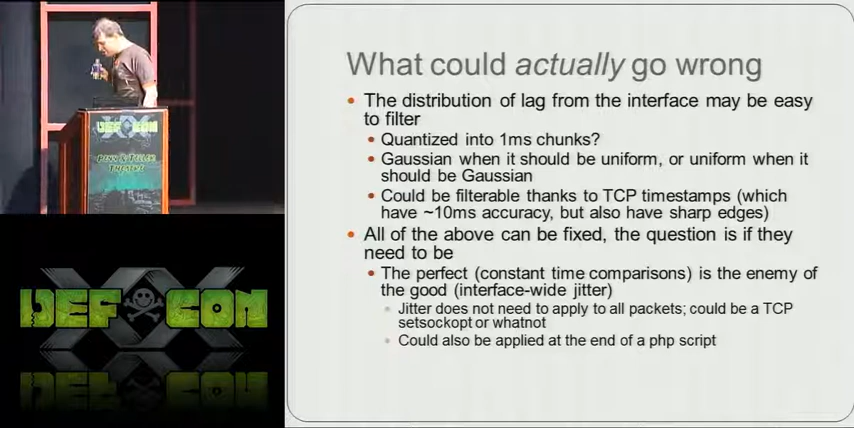 What could actually go wrong
The distribution of lag from the interface may be easy
to filter
Quantized into 1ms chunks?
Gaussian when it should be uniform, or uniform when it
should be Gaussian
Could be filterable thanks to TCP timestamps (which
have ~10ms accuracy, but also have sharp edges)
All of the above can be fixed, the question is if they
need to be
The perfect (constant time comparisons) is the enemy of
the good (interface-wide jitter)
Jitter does not need to apply to all packets; could be a TCP
setsockopt or whatnot
Could also be applied at the end of a php script
DEF CON
PENN & TELLER
THEATRE
XX
DEF CON